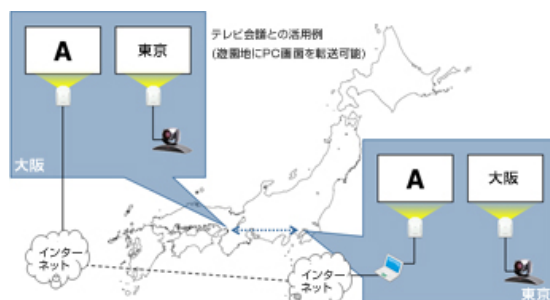 A
東京
テレビ会議との活用例
(遊園地にPC画面を転送可能)
大阪
A
大阪
インター
ネット
インター
ネット
東京